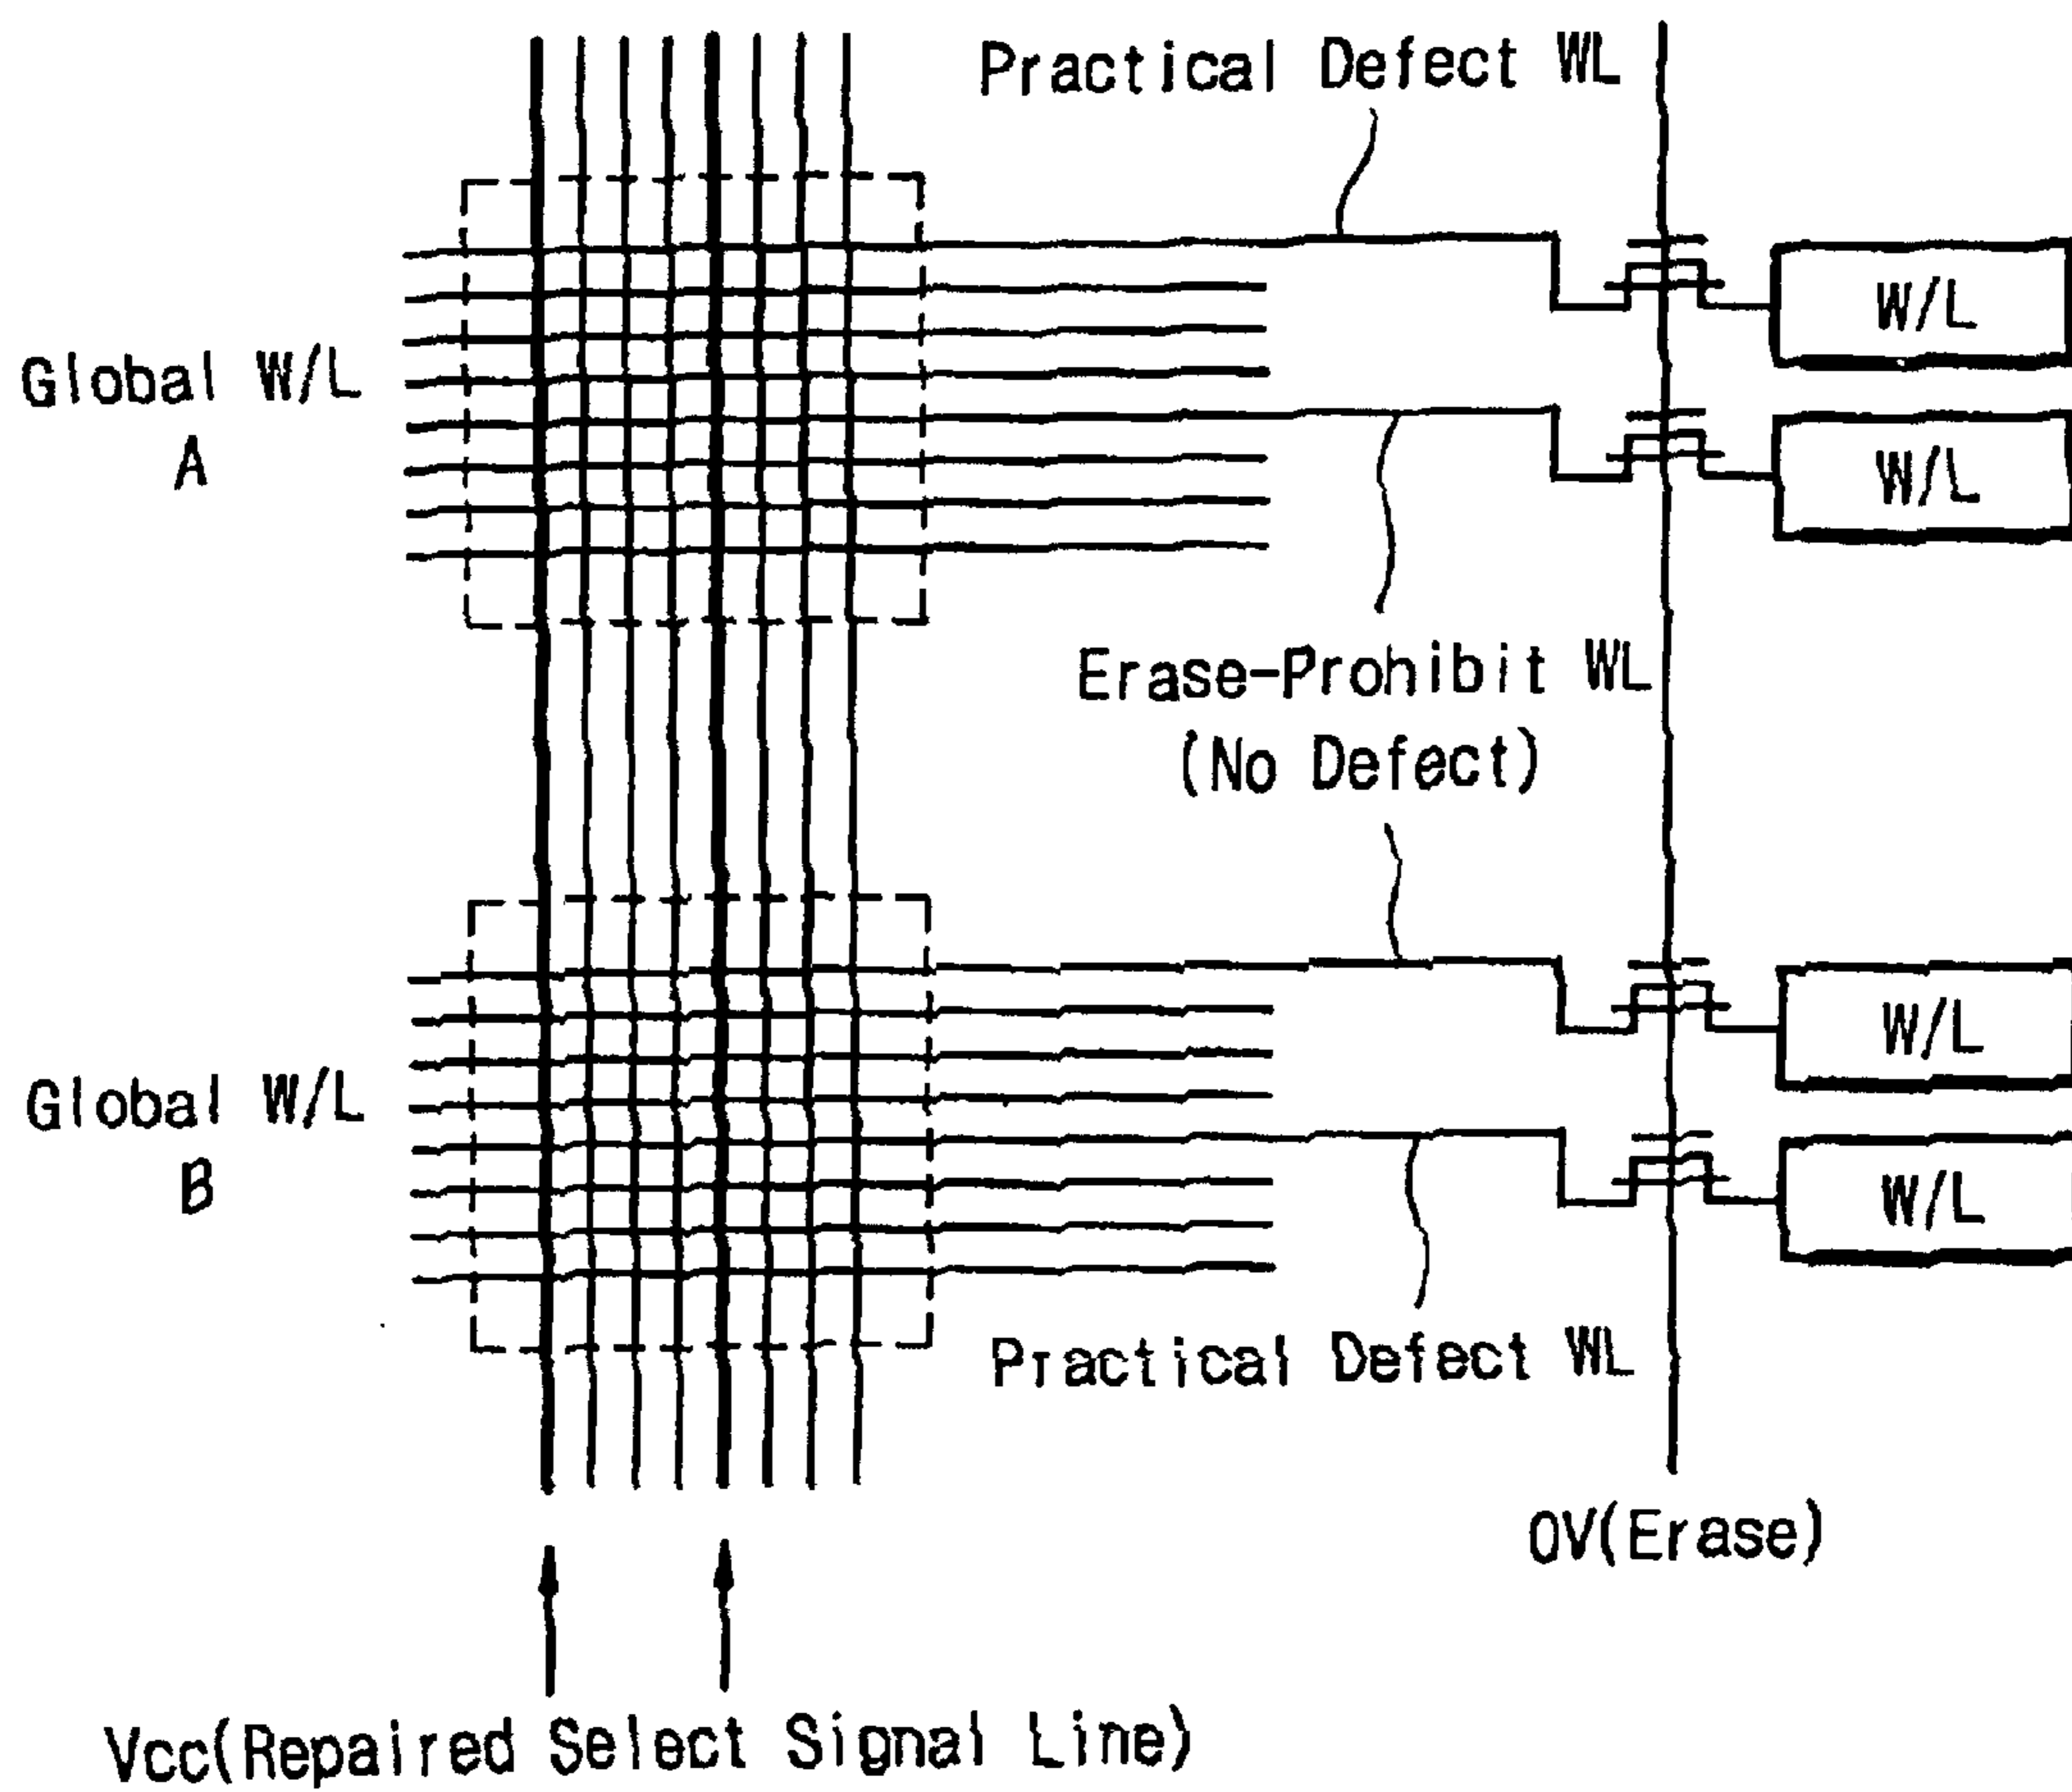 Practical Defect WL
W/L
Global W/L
A
W/L
Erase-Prohibit WL
(No Defect)
W/L
Global W/L
B
W/L
Practical Defect WL
0V(Erase)
Vcc(Repaired Select Signal Line)